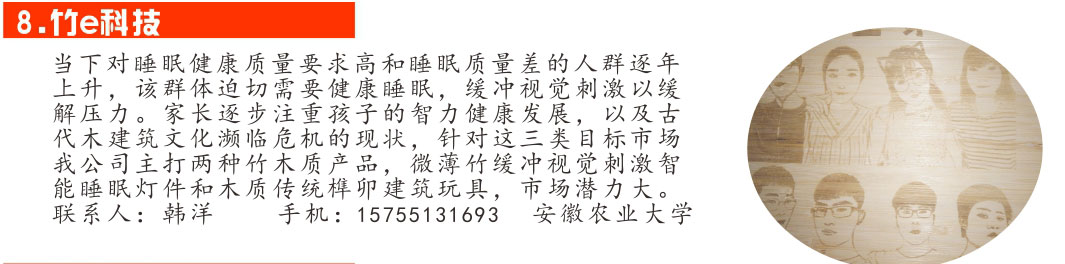 8.竹e科技
当下对睡眠健康质量要求高和睡眠质量差的人群逐年
上升，该群体迫切需要健康睡眠，缓冲视觉刺激以缓
解压力。家长逐步注重孩子的智力健康发展，以及古
代木建筑文化濒临危机的现状，针对这三类目标市场
我公司主打两种竹木质产品，微薄竹缓冲视觉刺激智
能睡眠灯件和木质传统榫卯建筑玩具，市场潜力大。
联系人：韩洋 手机：15755131693 安徽农业大学